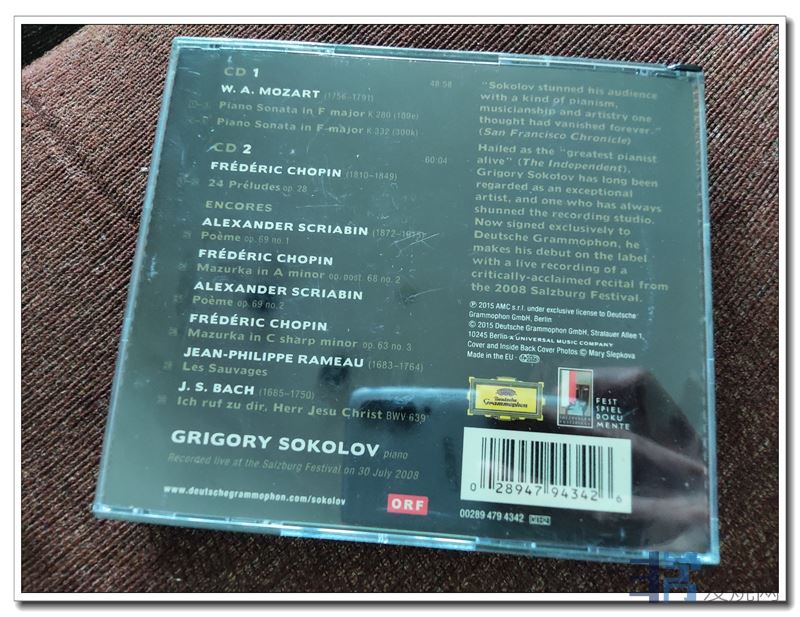 CD 1
48:58
W. A. MOZART (1756–1791)
Piano Sonata in F major K 280 (189e)
Piano Sonata in F major K 332 (300k)
CD 2
60:04
FRÉDÉRIC CHOPIN (1810–1849)
24 Préludes op. 28
ENCORES
ALEXANDER SCRIABIN (1872–1915)
Poème op. 69 no. 1
FRÉDÉRIC CHOPIN
Mazurka in A minor op. post. 68 no. 2
ALEXANDER SCRIABIN
Poème op. 69 no. 2
FRÉDÉRIC CHOPIN
Mazurka in C sharp minor op. 63 no. 3
JEAN-PHILIPPE RAMEAU (1683–1764)
Les Sauvages
J. S. BACH (1685–1750)
Ich ruf zu dir, Herr Jesu Christ BWV 639
GRIGORY SOKOLOV piano
Recorded live at the Salzburg Festival on 30 July 2008
www.deutschegrammophon.com/sokolov
ORF
"Sokolov stunned his audience
with a kind of pianism,
musicianship and artistry one
thought had vanished forever."
(San Francisco Chronicle)
Hailed as the "greatest pianist
alive" (The Independent),
Grigory Sokolov has long been
regarded as an exceptional
artist, and one who has always
shunned the recording studio.
Now signed exclusively to
Deutsche Grammophon, he
makes his debut on the label
with a live recording of a
critically-acclaimed recital from
the 2008 Salzburg Festival.
℗ 2015 AMC s.r.l. under exclusive license to Deutsche
Grammophon GmbH, Berlin
© 2015 Deutsche Grammophon GmbH, Stralauer Allee 1,
10245 Berlin · A UNIVERSAL MUSIC COMPANY
Cover and Inside Back Cover Photos © Mary Slepkova
Made in the EU ·
Deutsche
Grammophon
FEST
SPIEL
DOKU
MENTE
0 28947 94342 6
00289 479 4342
发烧网